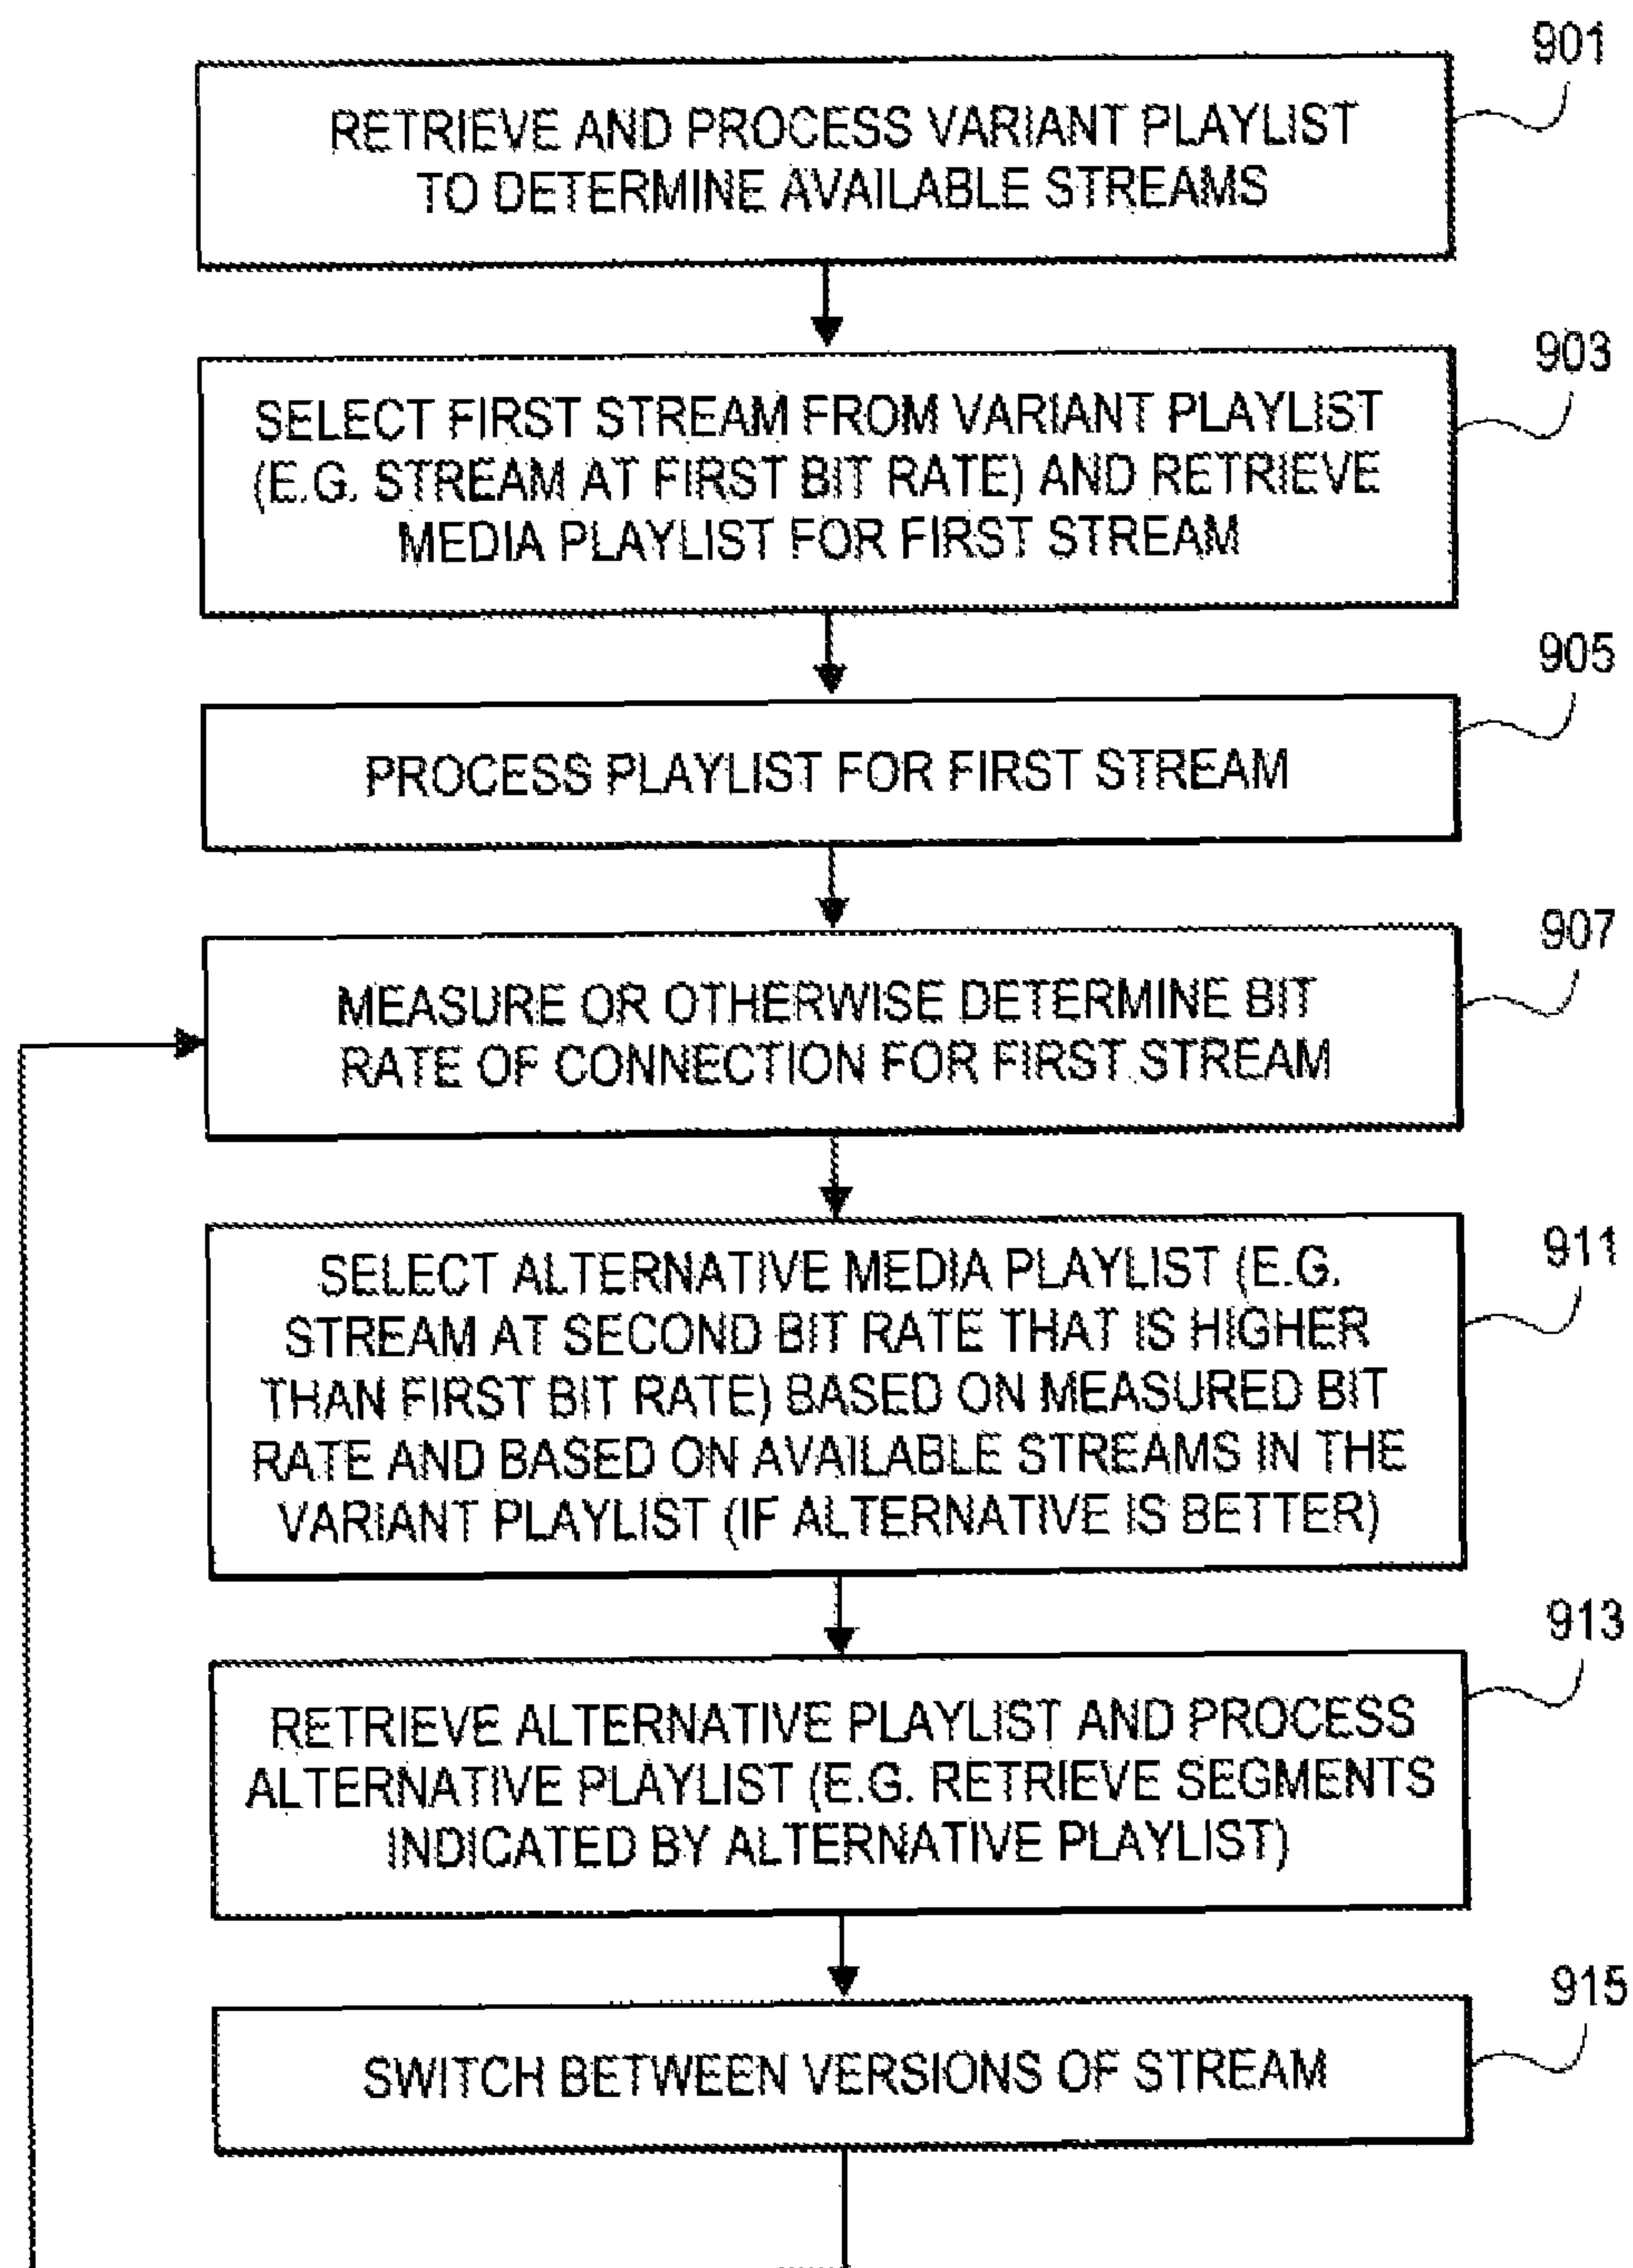 901
RETRIEVE AND PROCESS VARIANT PLAYLIST
TO DETERMINE AVAILABLE STREAMS
903
SELECT FIRST STREAM FROM VARIANT PLAYLIST
(E.G. STREAM AT FIRST BIT RATE) AND RETRIEVE
MEDIA PLAYLIST FOR FIRST STREAM
905
PROCESS PLAYLIST FOR FIRST STREAM
907
MEASURE OR OTHERWISE DETERMINE BIT
RATE OF CONNECTION FOR FIRST STREAM
911
SELECT ALTERNATIVE MEDIA PLAYLIST (E.G.
STREAM AT SECOND BIT RATE THAT IS HIGHER
THAN FIRST BIT RATE) BASED ON MEASURED BIT
RATE AND BASED ON AVAILABLE STREAMS IN THE
VARIANT PLAYLIST (IF ALTERNATIVE IS BETTER)
913
RETRIEVE ALTERNATIVE PLAYLIST AND PROCESS
ALTERNATIVE PLAYLIST (E.G. RETRIEVE SEGMENTS
INDICATED BY ALTERNATIVE PLAYLIST)
915
SWITCH BETWEEN VERSIONS OF STREAM